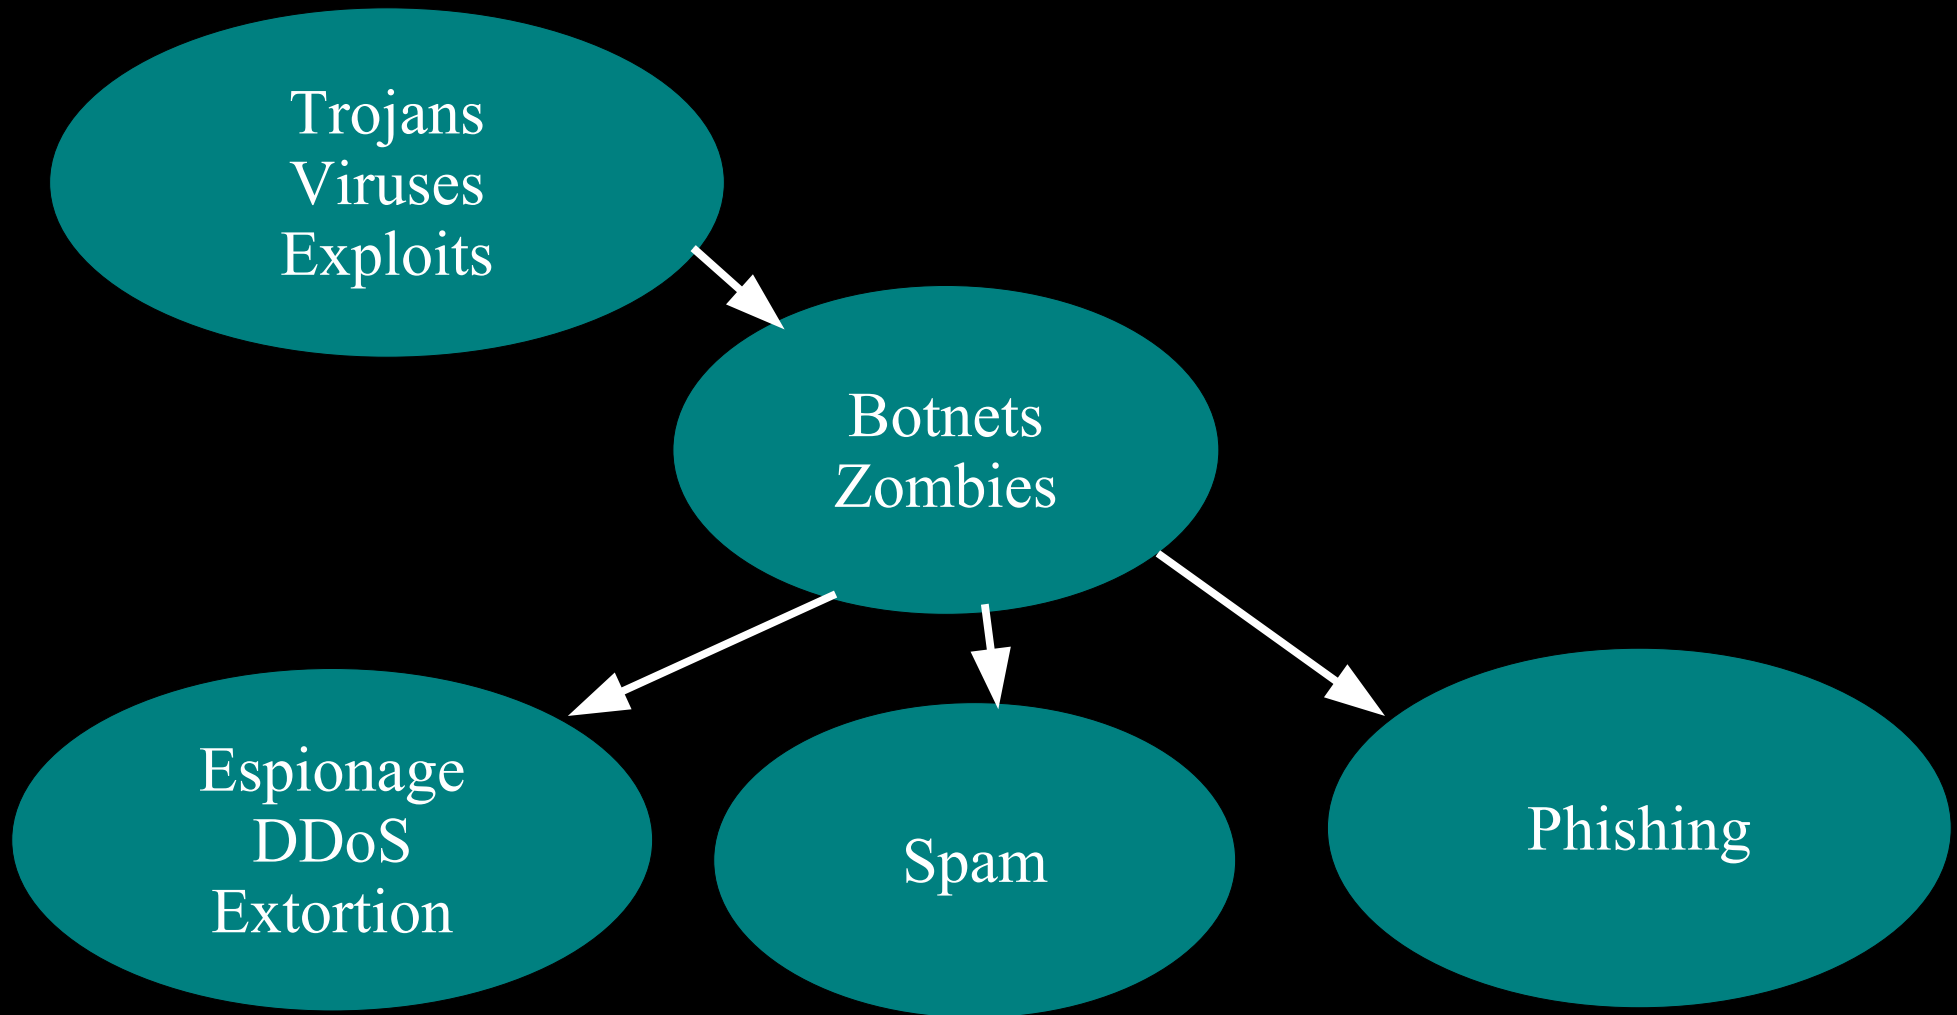 Trojans
Viruses
Exploits
Botnets
Zombies
Espionage
DDoS
Extortion
Spam
Phishing